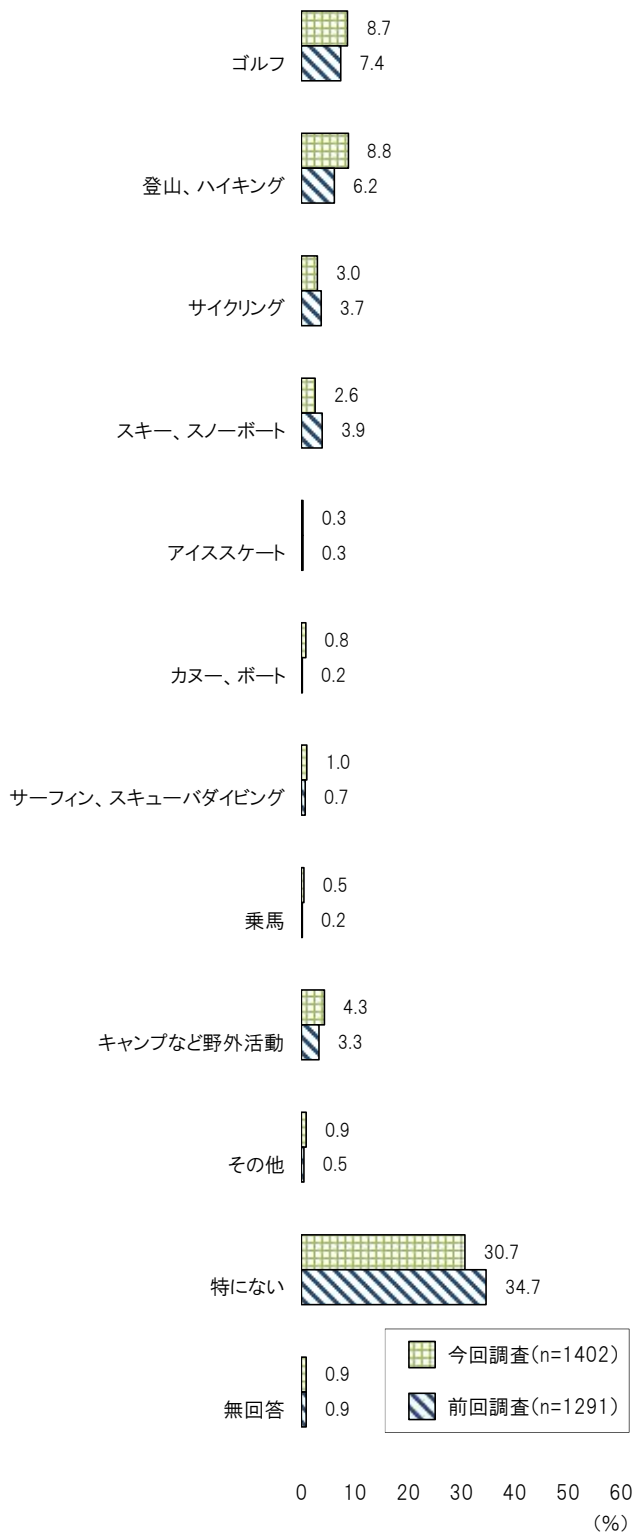 8.7
ゴルフ 7.4
8.8
登山、ハイキング 6.2
3.0
サイクリング 3.7
2.6
スキー、スノーボート 3.9
0.3
アイススケート 0.3
0.8
カヌー、ボート 0.2
1.0
サーフィン、スキューバダイビング 0.7
0.5
乗馬 0.2
4.3
キャンプなど野外活動 3.3
0.9
その他 0.5
30.7
特にない 34.7
0.9
無回答 0.9
今回調査(n=1402)
前回調査(n=1291)
0 10 20 30 40 50 60
(%)